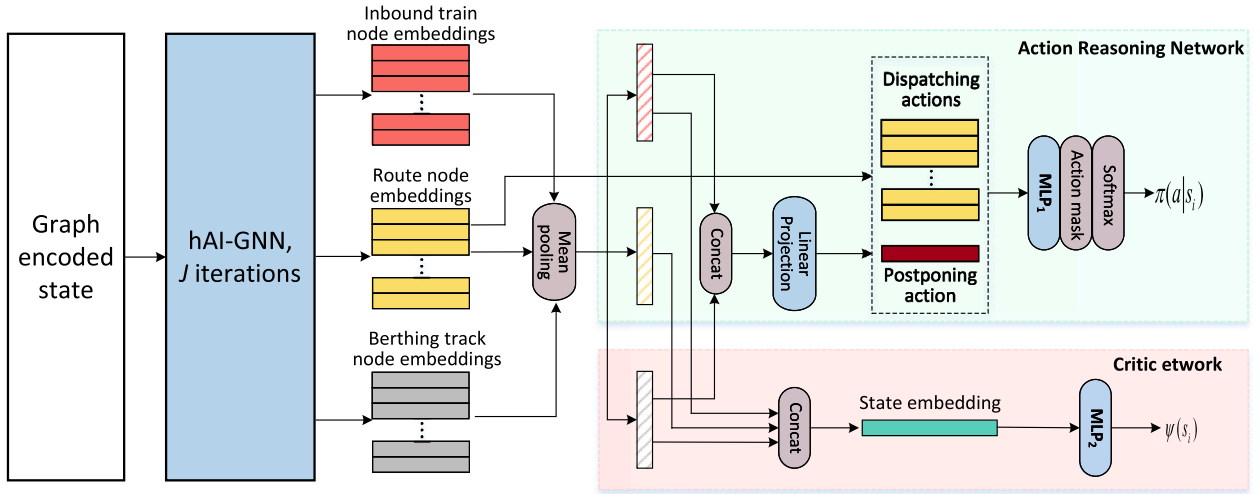 Graph
encoded
state
hAI-GNN,
J iterations
Inbound train
node embeddings
Route node
embeddings
Berthing track
node embeddings
Mean
pooling
Action Reasoning Network
Concat
Linear
Projection
Dispatching
actions
Postponing
action
MLP1
Action mask
Softmax
π(a|si)
Critic etwork
Concat
State embedding
MLP2
ψ(si)